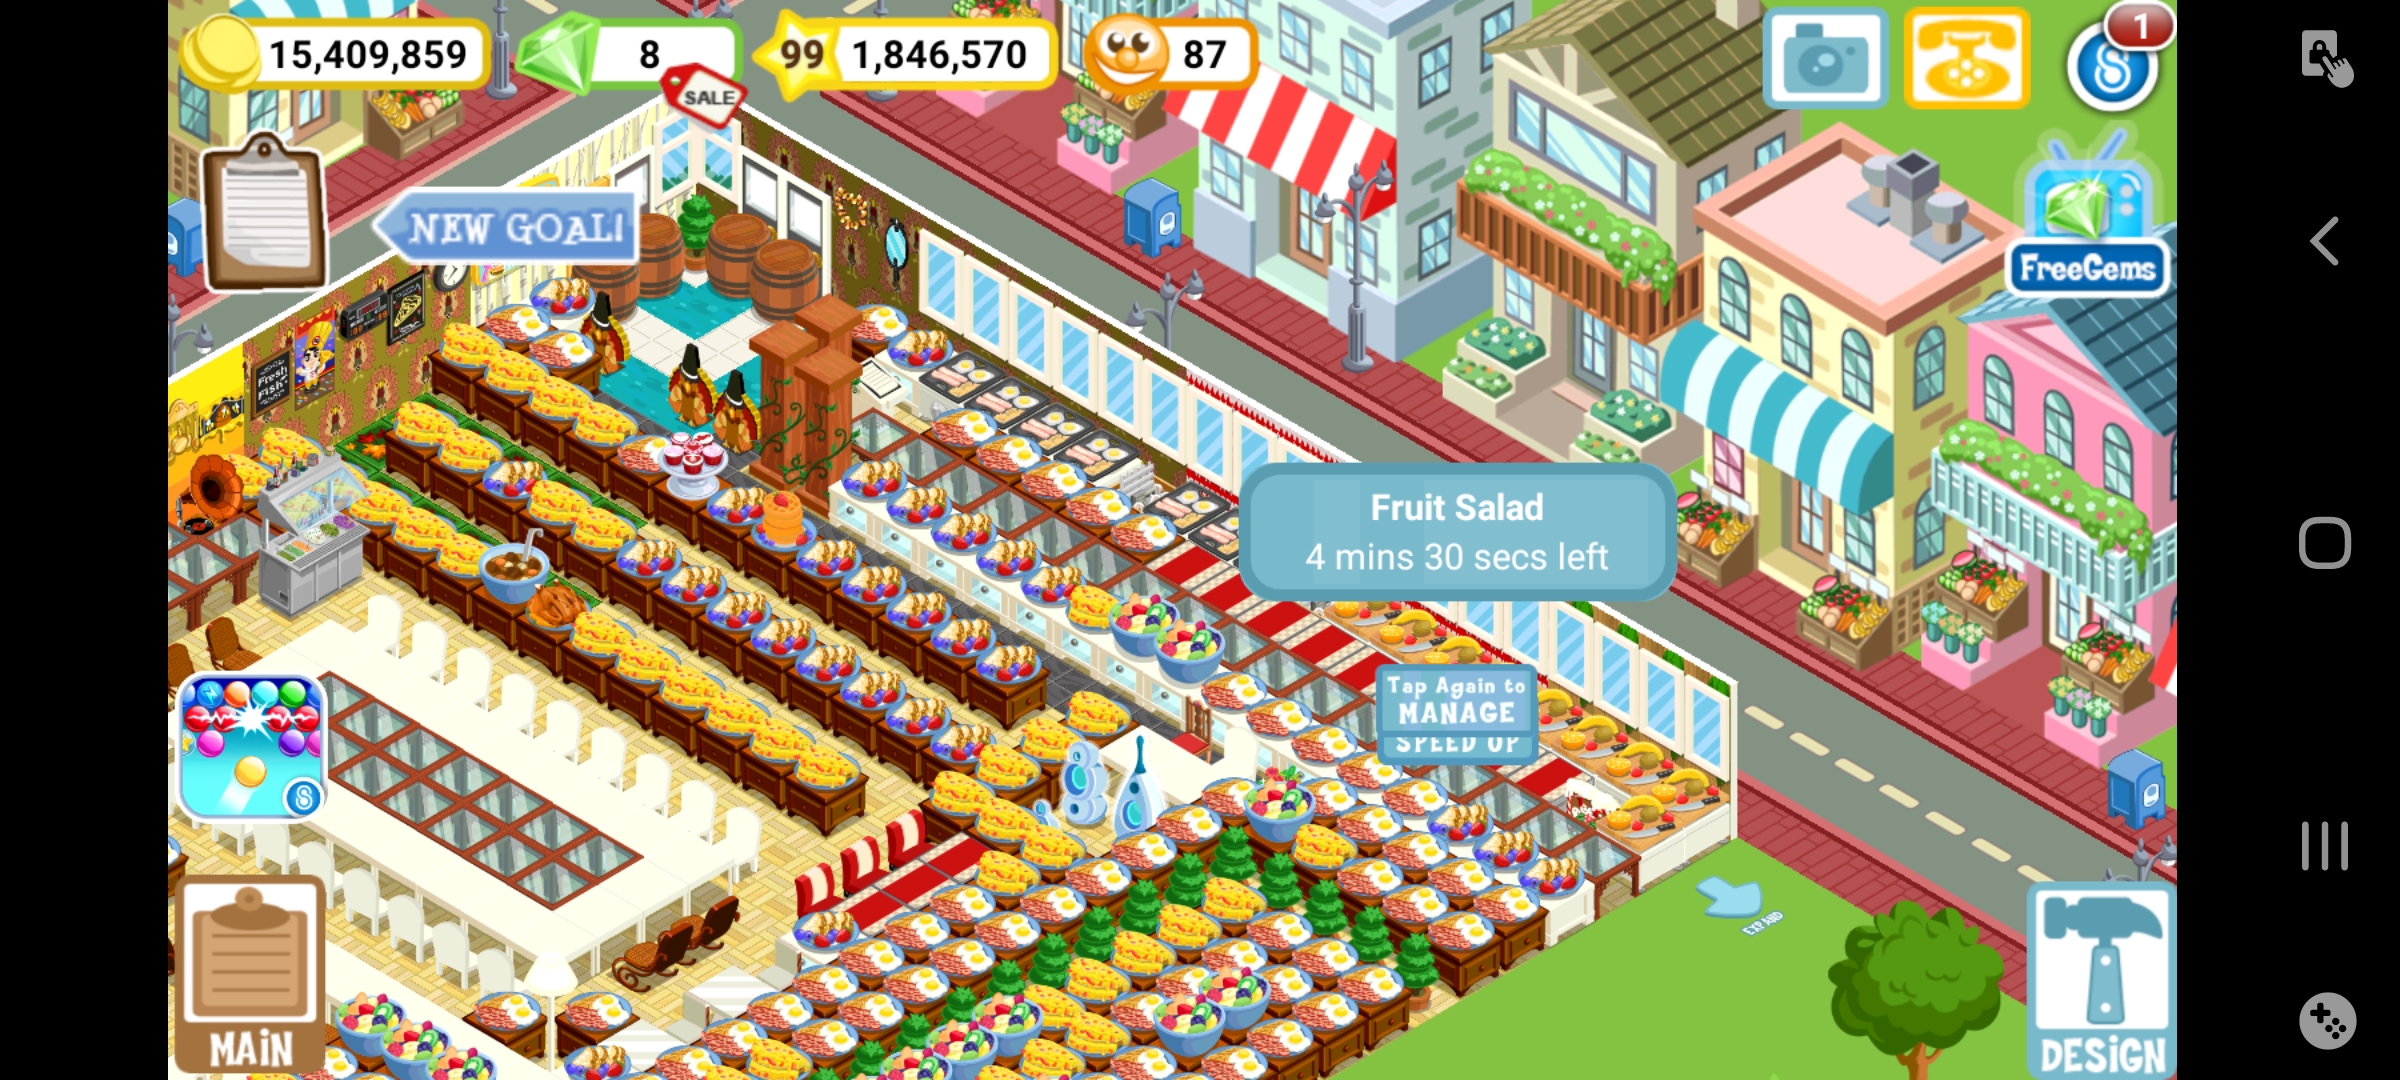 15,409,859
8
99
1,846,570
87
1
SALE
NEW GOAL!
FreeGems
Fresh
Fish
Fruit Salad
4 mins 30 secs left
Tap Again to
MANAGE
SPEED UP
EXPAND
MAIN
DESIGN